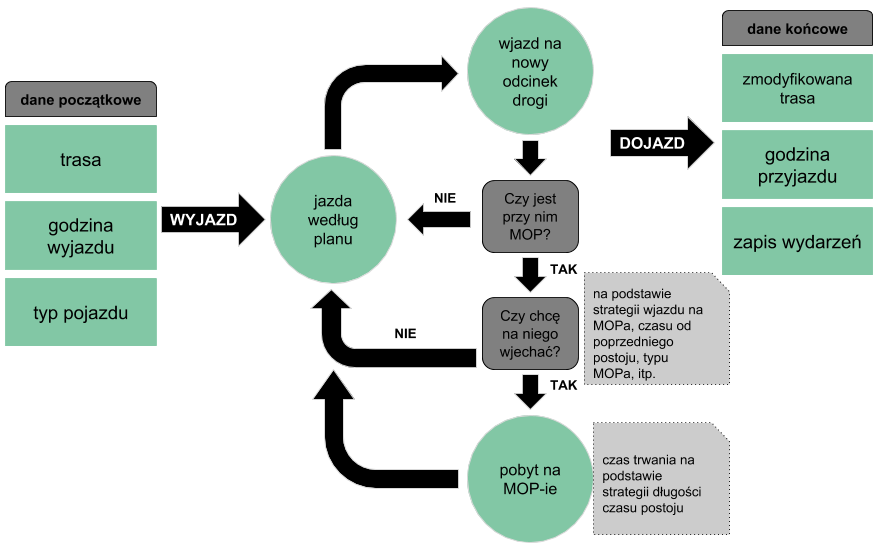 dane początkowe
trasa
godzina
wyjazdu
typ pojazdu
WYJAZD
jazda
według
planu
wjazd na
nowy
odcinek
drogi
NIE
Czy jest
przy nim
MOP?
TAK
Czy chcę
na niego
wjechać?
NIE
na podstawie
strategii wjazdu na
MOPa, czasu od
poprzedniego
postoju, typu
MOPa, itp.
TAK
pobyt na
MOP-ie
czas trwania na
podstawie
strategii długości
czasu postoju
DOJAZD
dane końcowe
zmodyfikowana
trasa
godzina
przyjazdu
zapis wydarzeń